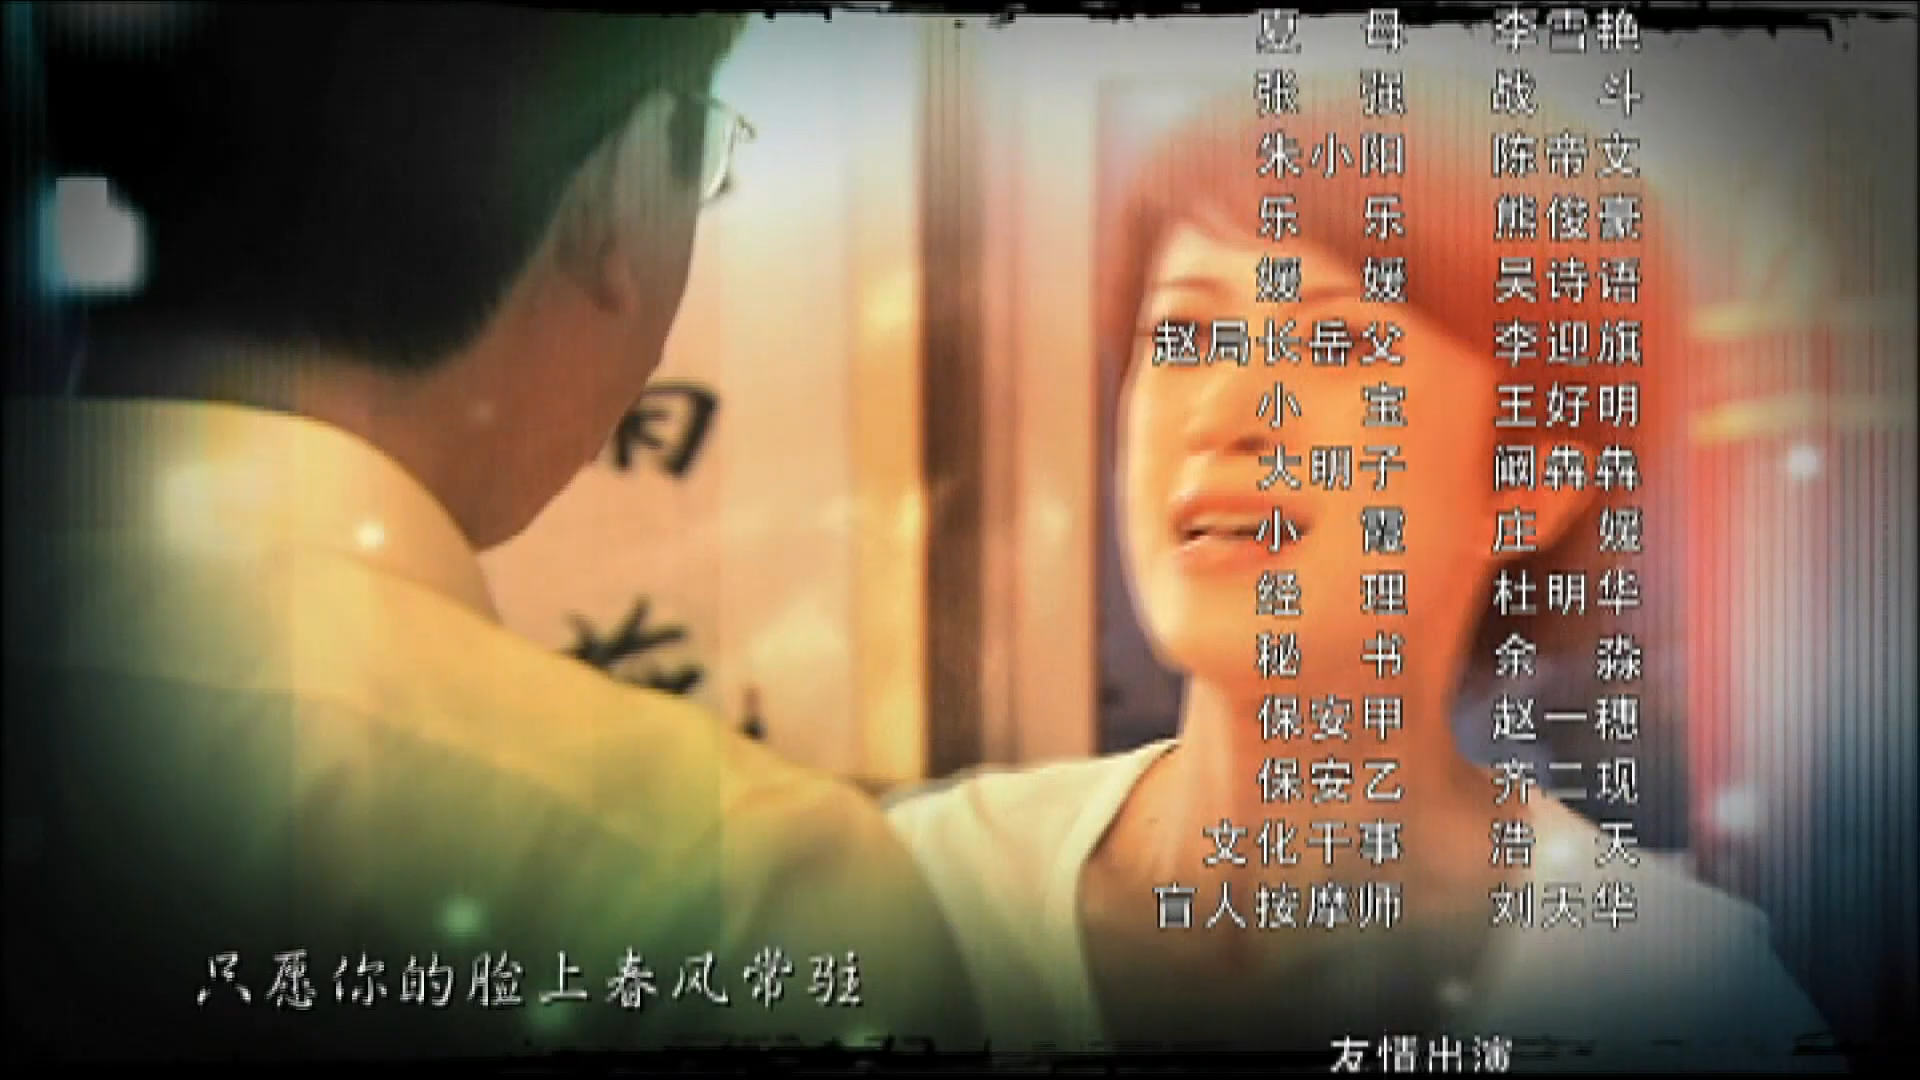 夏母 李雪艳
张强 战斗
朱小阳 陈帝文
乐乐 熊俊豪
媛媛 吴诗语
赵局长岳父 李迎旗
小宝 王好明
大明子 阚犇犇
小霞 庄媛
经理 杜明华
秘书 余淼
保安甲 赵一穗
保安乙 齐二现
文化干事 浩天
盲人按摩师 刘天华
只愿你的脸上春风常驻
友情出演